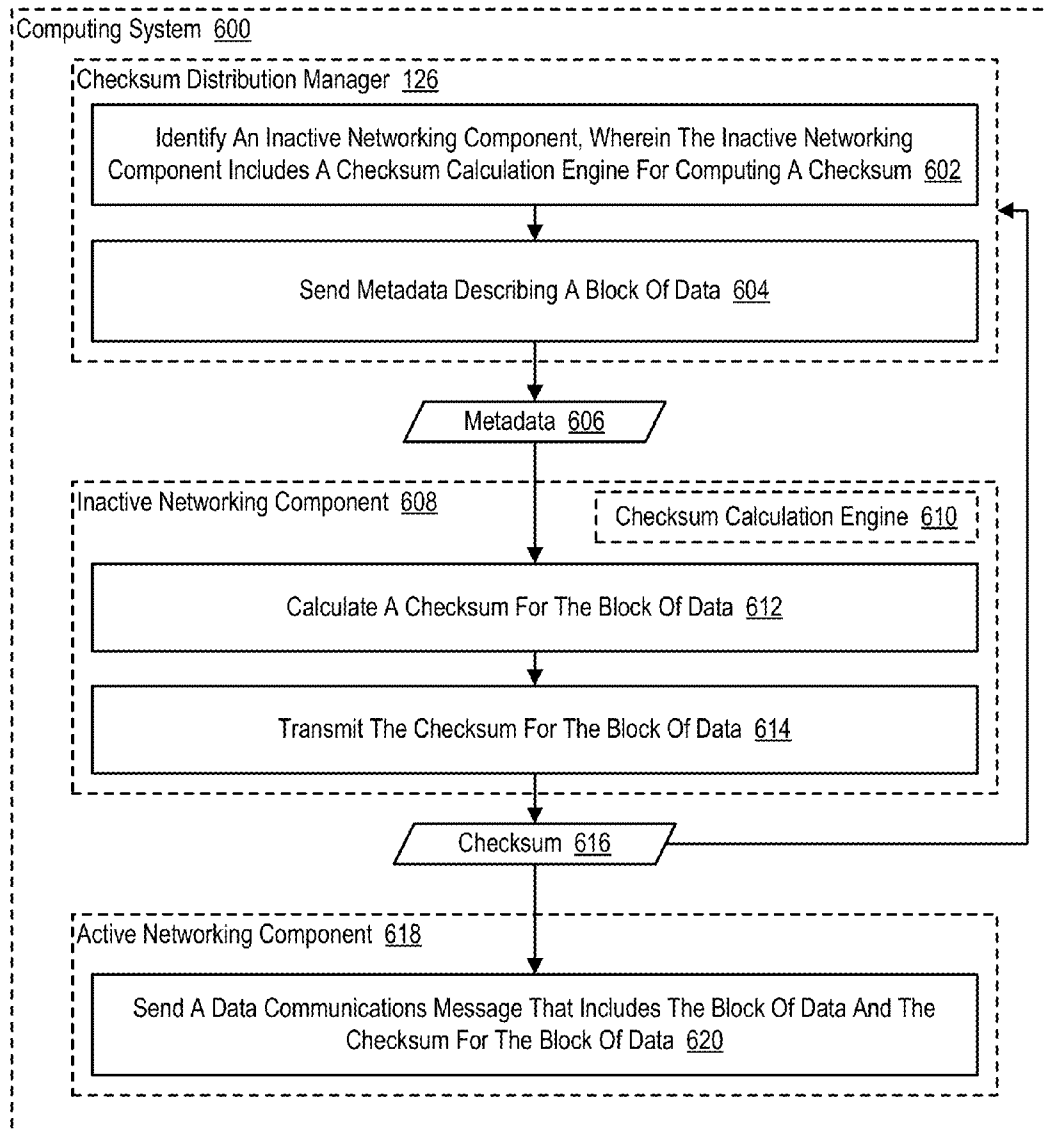 Computing System 600
Checksum Distribution Manager 126
Identify An Inactive Networking Component, Wherein The Inactive Networking
Component Includes A Checksum Calculation Engine For Computing A Checksum 602
Send Metadata Describing A Block Of Data 604
Metadata 606
Inactive Networking Component 608
Checksum Calculation Engine 610
Calculate A Checksum For The Block Of Data 612
Transmit The Checksum For The Block Of Data 614
Checksum 616
Active Networking Component 618
Send A Data Communications Message That Includes The Block Of Data And The
Checksum For The Block Of Data 620